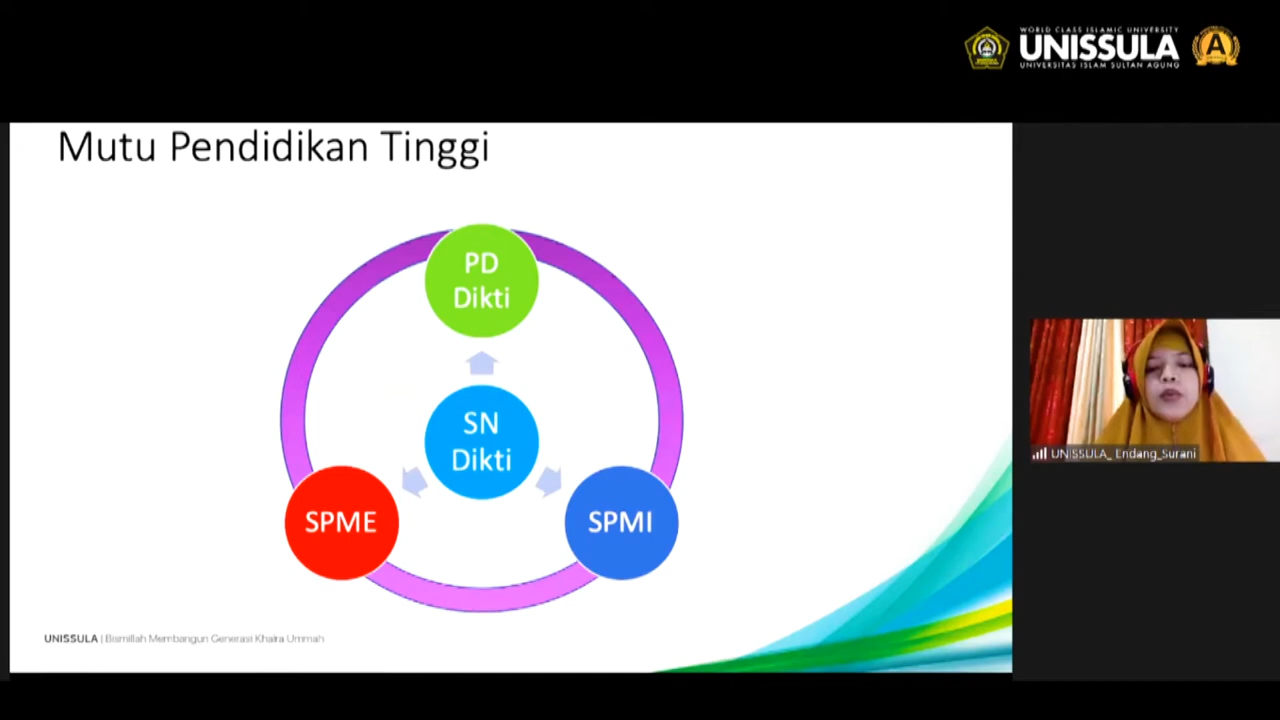 WORLD CLASS ISLAMIC UNIVERSITY
UNISSULA
UNIVERSITAS ISLAM SULTAN AGUNG
A
Mutu Pendidikan Tinggi
PD
Dikti
SN
Dikti
SPME
SPMI
UNISSULA_ Endang_Surani
UNISSULA | Bismillah Membangun Generasi Khaira Ummah